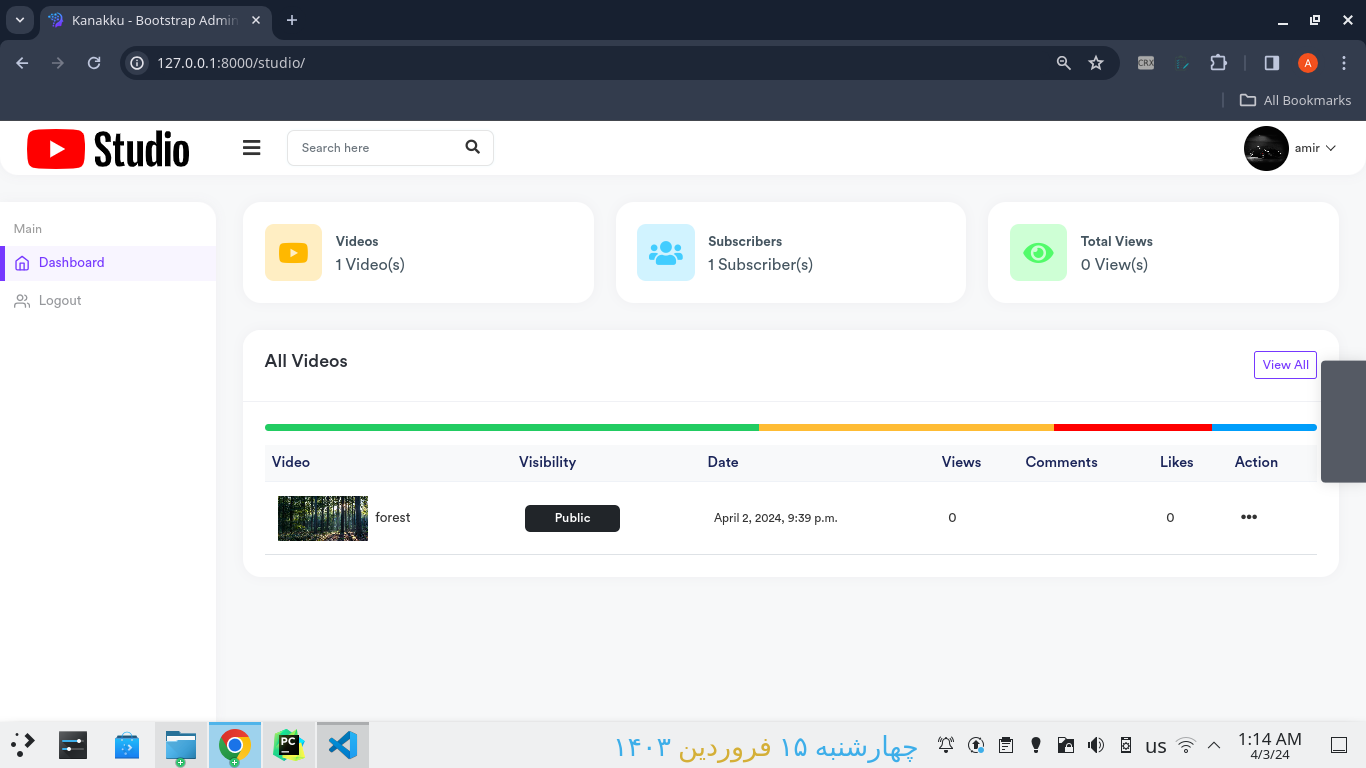 Kanakku - Bootstrap Admin
127.0.0.1:8000/studio/
CRX
A
All Bookmarks
Studio
Search here
amir
Main
Dashboard
Logout
Videos
1 Video(s)
Subscribers
1 Subscriber(s)
Total Views
0 View(s)
All Videos
View All
Video Visibility Date Views Comments Likes Action
forest Public April 2, 2024, 9:39 p.m. 0 0
PC
چهارشنبه ۱۵ فروردین ۱۴۰۳
us
1:14 AM
4/3/24